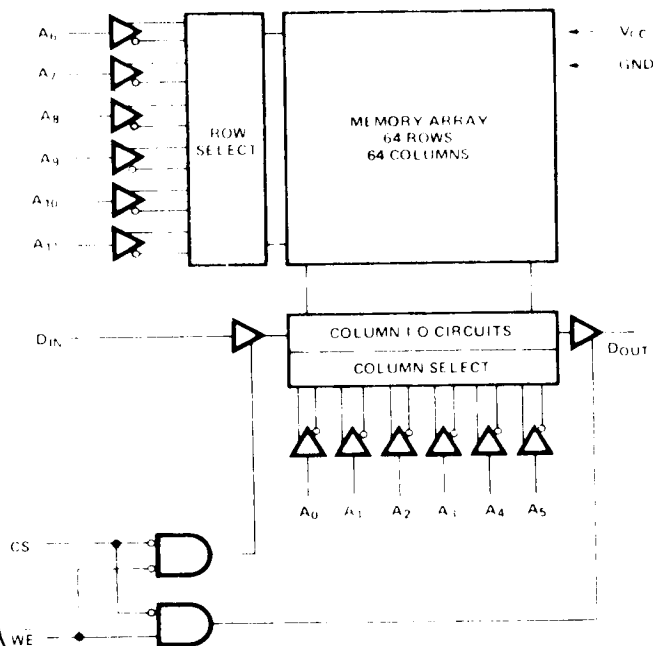 A6
A7
A8
A9
A10
A11
ROW
SELECT
MEMORY ARRAY
64 ROWS
64 COLUMNS
VCC
GND
DIN
COLUMN I O CIRCUITS
COLUMN SELECT
DOUT
A0
A1
A2
A3
A4
A5
CS
WE